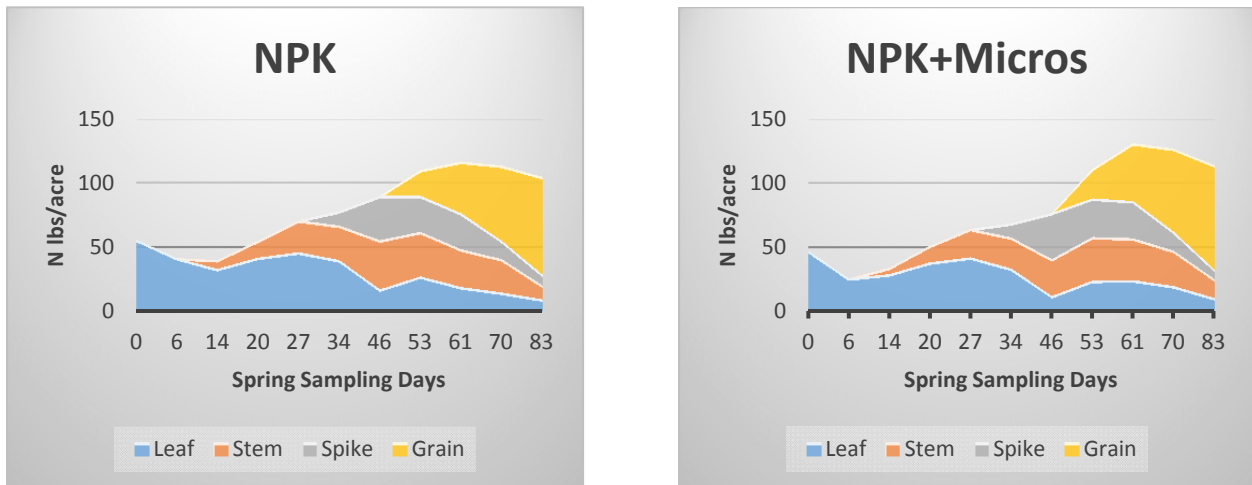 NPK
150
100
50
0
N lbs/acre
0 6 14 20 27 34 46 53 61 70 83
Spring Sampling Days
Leaf Stem Spike Grain
NPK+Micros
150
100
50
0
N lbs/acre
0 6 14 20 27 34 46 53 61 70 83
Spring Sampling Days
Leaf Stem Spike Grain